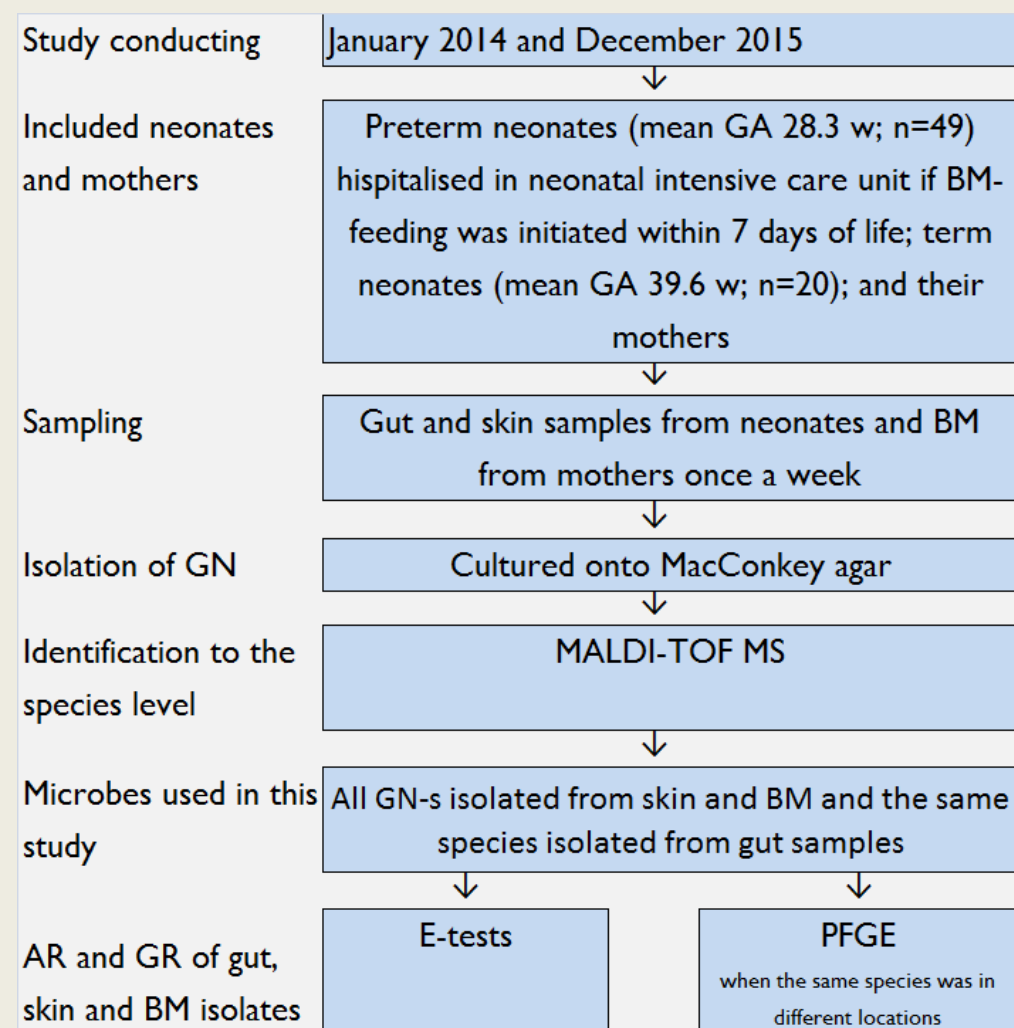 Study conducting
January 2014 and December 2015
Included neonates
and mothers
Preterm neonates (mean GA 28.3 w; n=49)
hispitalised in neonatal intensive care unit if BM-
feeding was initiated within 7 days of life; term
neonates (mean GA 39.6 w; n=20); and their
mothers
Sampling
Gut and skin samples from neonates and BM
from mothers once a week
Isolation of GN
Cultured onto MacConkey agar
Identification to the
species level
MALDI-TOF MS
Microbes used in this
study
All GN-s isolated from skin and BM and the same
species isolated from gut samples
AR and GR of gut,
skin and BM isolates
E-tests
PFGE
when the same species was in
different locations